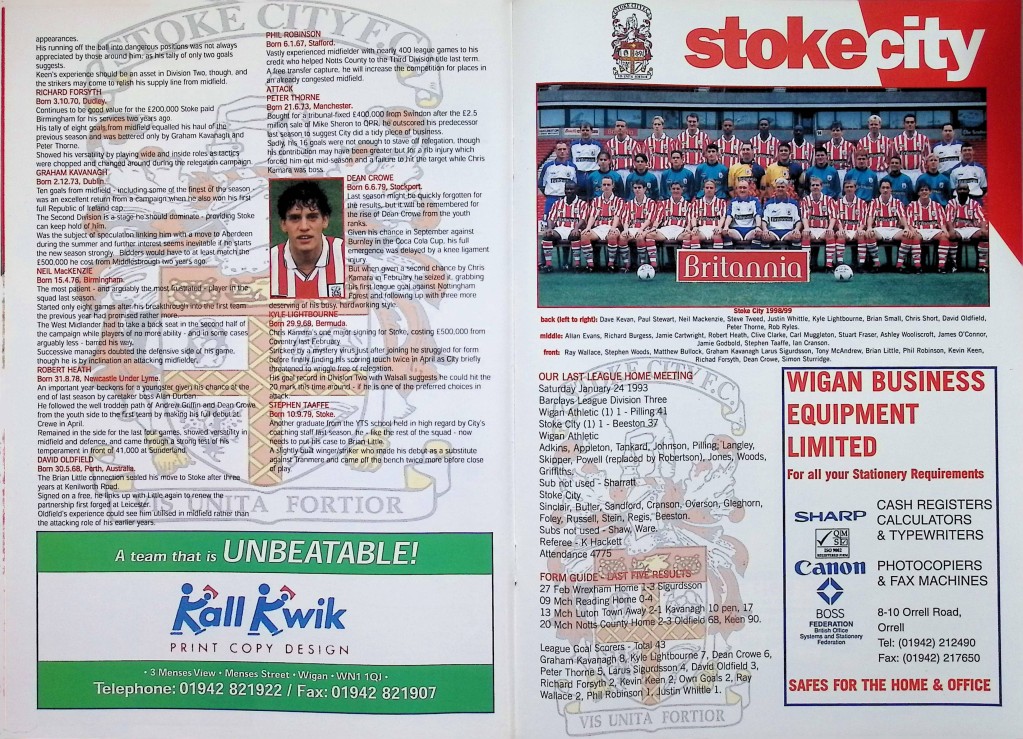 appearances.
His running off the ball into dangerous positions was not always
appreciated by those around him, as his tally of only two goals
suggests.
Keen's experience should be an asset in Division Two, though, and
the strikers may come to relish his supply line from midfield.
RICHARD FORSYTH
Born 3.10.70, Dudley.
Continues to be good value for the £200,000 Stoke paid
Birmingham for his services two years ago.
His tally of eight goals from midfield equalled his haul of the
previous season and was bettered only by Graham Kavanagh and
Peter Thorne.
Showed his versatility by playing wide and inside roles as tactics
were chopped and changed around during the relegation campaign.
GRAHAM KAVANAGH
Born 2.12.73, Dublin.
Ten goals from midfield - including some of the finest of the season -
was an excellent return from a campaign when he also won his first
full Republic of Ireland cap.
The Second Division is a stage he should dominate - providing Stoke
can keep hold of him.
Was the subject of speculation linking him with a move to Aberdeen
during the summer and further interest seems inevitable if he starts
the new season strongly. Bidders would have to at least match the
£500,000 he cost from Middlesbrough two years ago.
NEIL MacKENZIE
Born 15.4.76, Birmingham.
The most patient - and arguably the most frustrated - player in the
squad last season.
Started only eight games after his breakthrough into the first team
the previous year had promised rather more.
The West Midlander had to take a back seat in the second half of
the campaign while players of no more ability - and in some cases
arguably less - barred his way.
Successive managers doubted the defensive side of his game,
though he is by inclination an attacking midfielder.
ROBERT HEATH
Born 31.8.78, Newcastle Under Lyme.
An important year beckons for a youngster given his chance at the
end of last season by caretaker boss Alan Durban.
He followed the well trodden path of Andrew Griffin and Dean Crowe
from the youth side to the first team by making his full debut at
Crewe in April.
Remained in the side for the last four games, showed versatility in
midfield and defence, and came through a strong test of his
temperament in front of 41,000 at Sunderland.
DAVID OLDFIELD
Born 30.5.68, Perth, Australia.
The Brian Little connection sealed his move to Stoke after three
years at Kenilworth Road.
Signed on a free, he links up with Little again to renew the
partnership first forged at Leicester.
Oldfield's experience could see him utilised in midfield rather than
the attacking role of his earlier years.
PHIL ROBINSON
Born 6.1.67, Stafford.
Vastly experienced midfielder with nearly 400 league games to his
credit who helped Notts County to the Third Division title last term.
A free transfer capture, he will increase the competition for places in
an already congested midfield.
ATTACK
PETER THORNE
Born 21.6.73, Manchester.
Bought for a tribunal-fixed £400,000 from Swindon after the £2.5
million sale of Mike Sheron to QPR, he outscored his predecessor
last season to suggest City did a tidy piece of business.
Sadly, his 16 goals were not enough to stave off relegation, though
his contribution may have been greater but for a rib injury which
forced him out mid-season and a failure to hit the target while Chris
Kamara was boss.
DEAN CROWE
Born 6.6.79, Stockport.
Last season might be quickly forgotten for
the results, but it will be remembered for
the rise of Dean Crowe from the youth
ranks.
Given his chance in September against
Burnley in the Coca Cola Cup, his full
emergence was delayed by a knee ligament
injury.
But when given a second chance by Chris
Kamara in February he seized it, grabbing
his first league goal against Nottingham
Forest and following up with three more
deserving of his busy, hardworking style.
KYLE LIGHTBOURNE
Born 29.9.68, Bermuda.
Chris Kamara's one major signing for Stoke, costing £500,000 from
Coventry last February.
Stricken by a mystery virus just after joining he struggled for form
before finally finding his scoring touch twice in April as City briefly
threatened to wriggle free of relegation.
His goal record in Division Two with Walsall suggests he could hit the
20 mark this time around - if he is one of the preferred choices in
attack.
STEPHEN TAAFFE
Born 10.9.79, Stoke.
Another graduate from the YTS school held in high regard by City's
coaching staff last season, he - like the rest of the squad - now
needs to put his case to Brian Little.
A slightly built winger/striker who made his debut as a substitute
against Tranmere and came off the bench twice more before close
of play.
STOKE CITY F.C.
VIS UNITA FORTIOR
A team that is UNBEATABLE!
Kall Kwik
PRINT COPY DESIGN
• 3 Menses View • Menses Street • Wigan • WN1 1QJ •
Telephone: 01942 821922 / Fax: 01942 821907
stoke city
Britannia
Stoke City 1998/99
back (left to right): Dave Kevan, Paul Stewart, Neil Mackenzie, Steve Tweed, Justin Whittle, Kyle Lightbourne, Brian Small, Chris Short, David Oldfield,
Peter Thorne, Rob Ryles.
middle: Allan Evans, Richard Burgess, Jamie Cartwright, Robert Heath, Clive Clarke, Carl Muggleton, Stuart Fraser, Ashley Wooliscroft, James O'Connor,
Jamie Godbold, Stephen Taaffe, Ian Cranson.
front: Ray Wallace, Stephen Woods, Matthew Bullock, Graham Kavanagh Larus Sigurdsson, Tony McAndrew, Brian Little, Phil Robinson, Kevin Keen,
Richard Forsyth, Dean Crowe, Simon Sturridge.
OUR LAST LEAGUE HOME MEETING
Saturday January 24 1993
Barclays League Division Three
Wigan Athletic (1) 1 - Pilling 41
Stoke City (1) 1 - Beeston 37
Wigan Athletic
Adkins, Appleton, Tankard, Johnson, Pilling, Langley,
Skipper, Powell (replaced by Robertson), Jones, Woods,
Griffiths.
Sub not used - Sharratt
Stoke City
Sinclair, Butler, Sandford, Cranson, Overson, Gleghorn,
Foley, Russell, Stein, Regis, Beeston.
Subs not used - Shaw, Ware.
Referee - K Hackett
Attendance 4775
FORM GUIDE - LAST FIVE RESULTS
27 Feb Wrexham Home 1-3 Sigurdsson
09 Mch Reading Home 0-4
13 Mch Luton Town Away 2-1 Kavanagh 10 pen, 17
20 Mch Notts County Home 2-3 Oldfield 68, Keen 90.
League Goal Scorers - Total 43
Graham Kavanagh 8, Kyle Lightbourne 7, Dean Crowe 6,
Peter Thorne 5, Larus Sigurdsson 4, David Oldfield 3,
Richard Forsyth 2, Kevin Keen 2, Own Goals 2, Ray
Wallace 2, Phil Robinson 1, Justin Whittle 1.
VIS UNITA FORTIOR
WIGAN BUSINESS
EQUIPMENT
LIMITED
For all your Stationery Requirements
SHARP
CASH REGISTERS
CALCULATORS
& TYPEWRITERS
Canon
PHOTOCOPIERS
& FAX MACHINES
BOSS
FEDERATION
British Office
Systems and Stationery
Federation
8-10 Orrell Road,
Orrell
Tel: (01942) 212490
Fax: (01942) 217650
SAFES FOR THE HOME & OFFICE